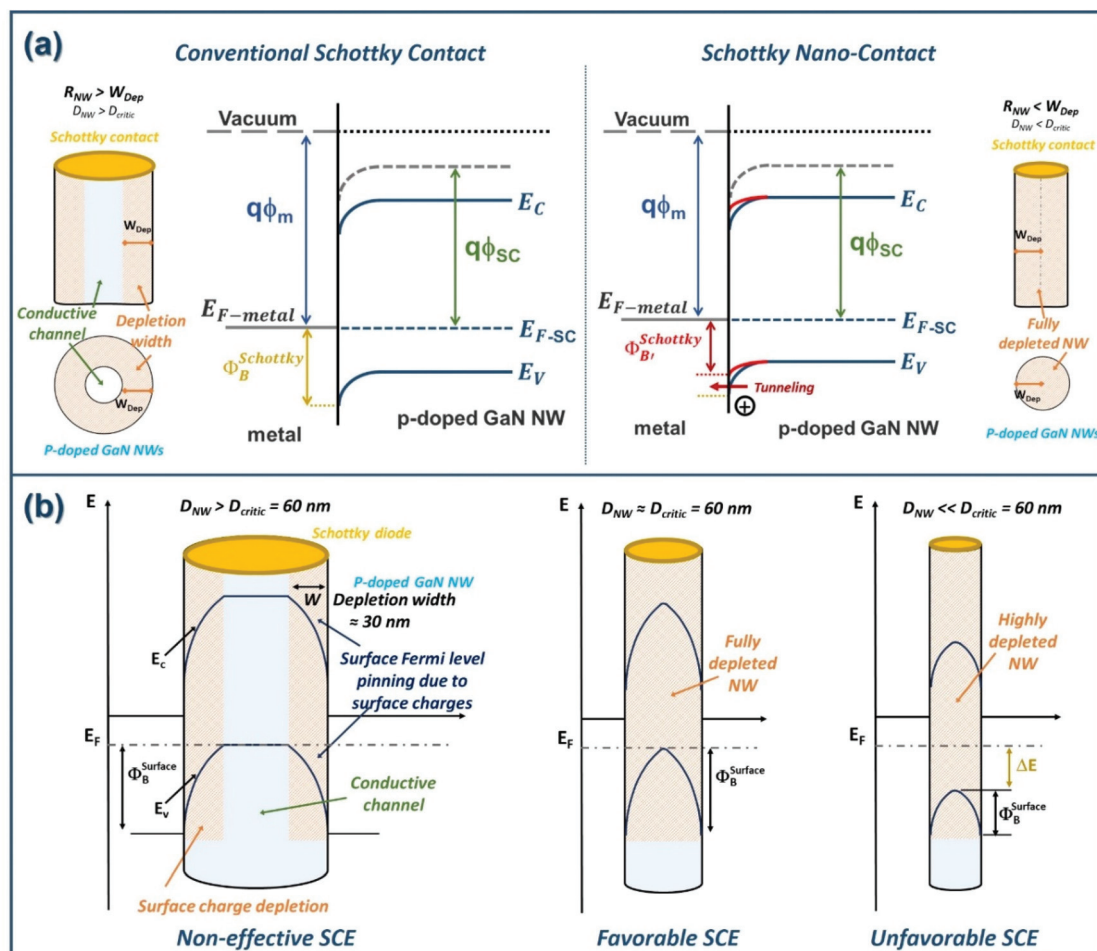 (a)
Conventional Schottky Contact
R_NW > W_Dep
D_NW > D_critic
Schottky contact
W_Dep
Conductive
channel
Depletion
width
W_Dep
P-doped GaN NWs
Vacuum
qϕ_m
E_C
qϕ_SC
E_F-metal
E_F-SC
Φ_B^Schottky
E_V
metal
p-doped GaN NW
Schottky Nano-Contact
Vacuum
qϕ_m
E_C
qϕ_SC
E_F-metal
E_F-SC
Φ_B'^Schottky
E_V
Tunneling
+
metal
p-doped GaN NW
R_NW < W_Dep
D_NW < D_critic
Schottky contact
W_Dep
Fully
depleted NW
W_Dep
P-doped GaN NWs
(b)
E
D_NW > D_critic = 60 nm
Schottky diode
P-doped GaN NW
W Depletion width
≈ 30 nm
E_c
Surface Fermi level
pinning due to
surface charges
E_F
Φ_B^Surface
E_v
Conductive
channel
Surface charge depletion
Non-effective SCE
E
D_NW ≈ D_critic = 60 nm
Fully
depleted
NW
E_F
Φ_B^Surface
Favorable SCE
E
D_NW << D_critic = 60 nm
Highly
depleted
NW
E_F
ΔE
Φ_B^Surface
Unfavorable SCE